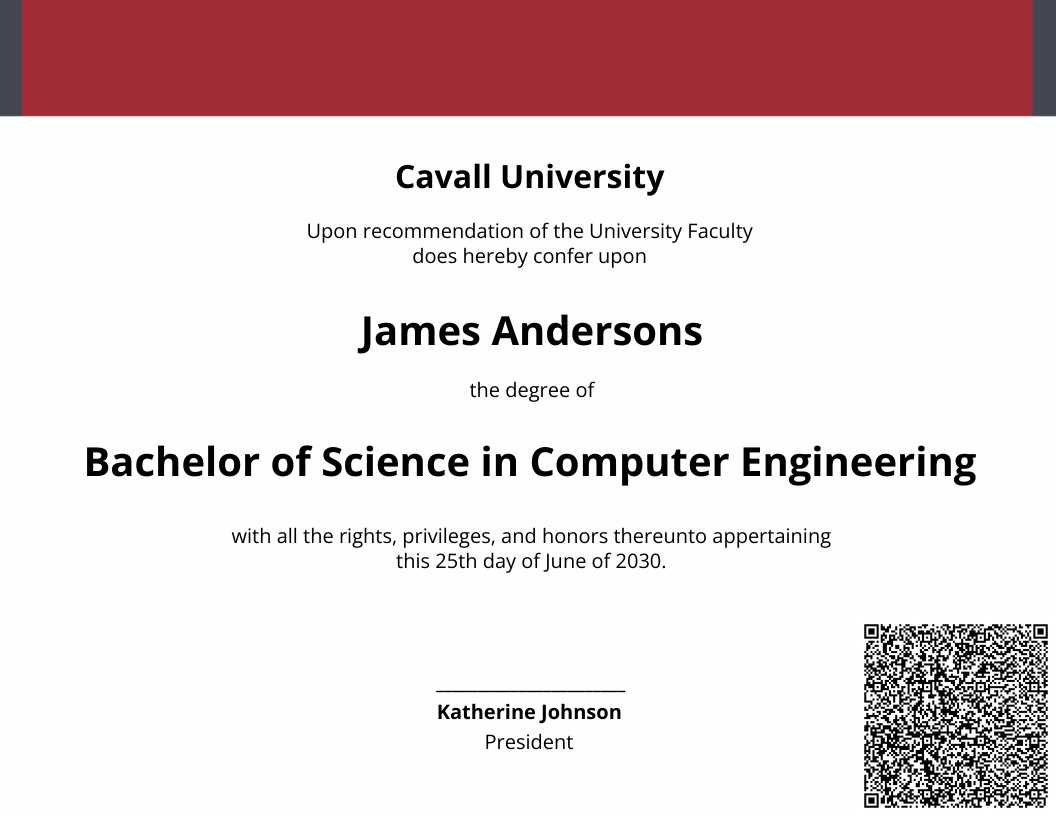 Cavall University
Upon recommendation of the University Faculty
does hereby confer upon
James Andersons
the degree of
Bachelor of Science in Computer Engineering
with all the rights, privileges, and honors thereunto appertaining
this 25th day of June of 2030.
Katherine Johnson
President